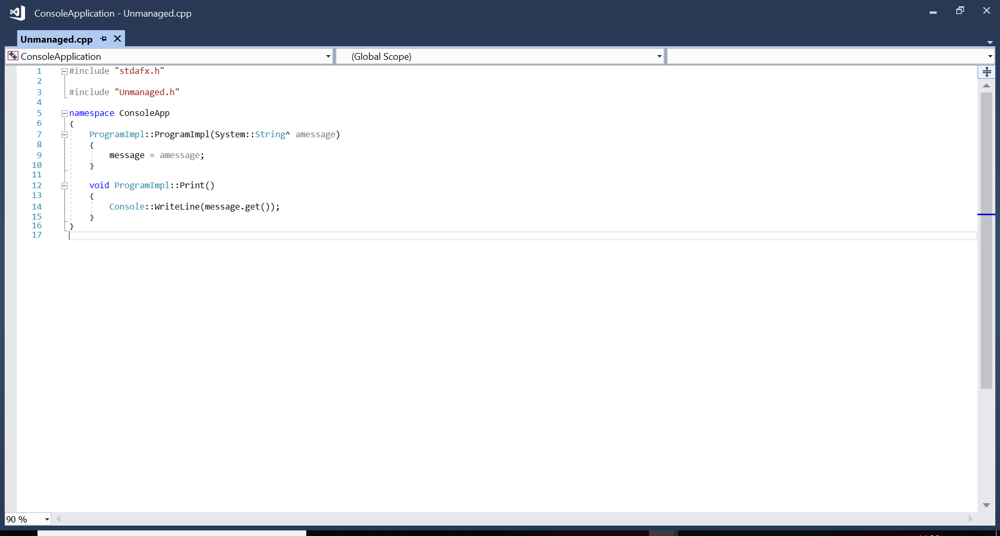 ConsoleApplication - Unmanaged.cpp
Unmanaged.cpp
ConsoleApplication (Global Scope)
1 #include "stdafx.h"
2
3 #include "Unmanaged.h"
4
5 namespace ConsoleApp
6 {
7 ProgramImpl::ProgramImpl(System::String^ amessage)
8 {
9 message = amessage;
10 }
11
12 void ProgramImpl::Print()
13 {
14 Console::WriteLine(message.get());
15 }
16 }
17
90 %